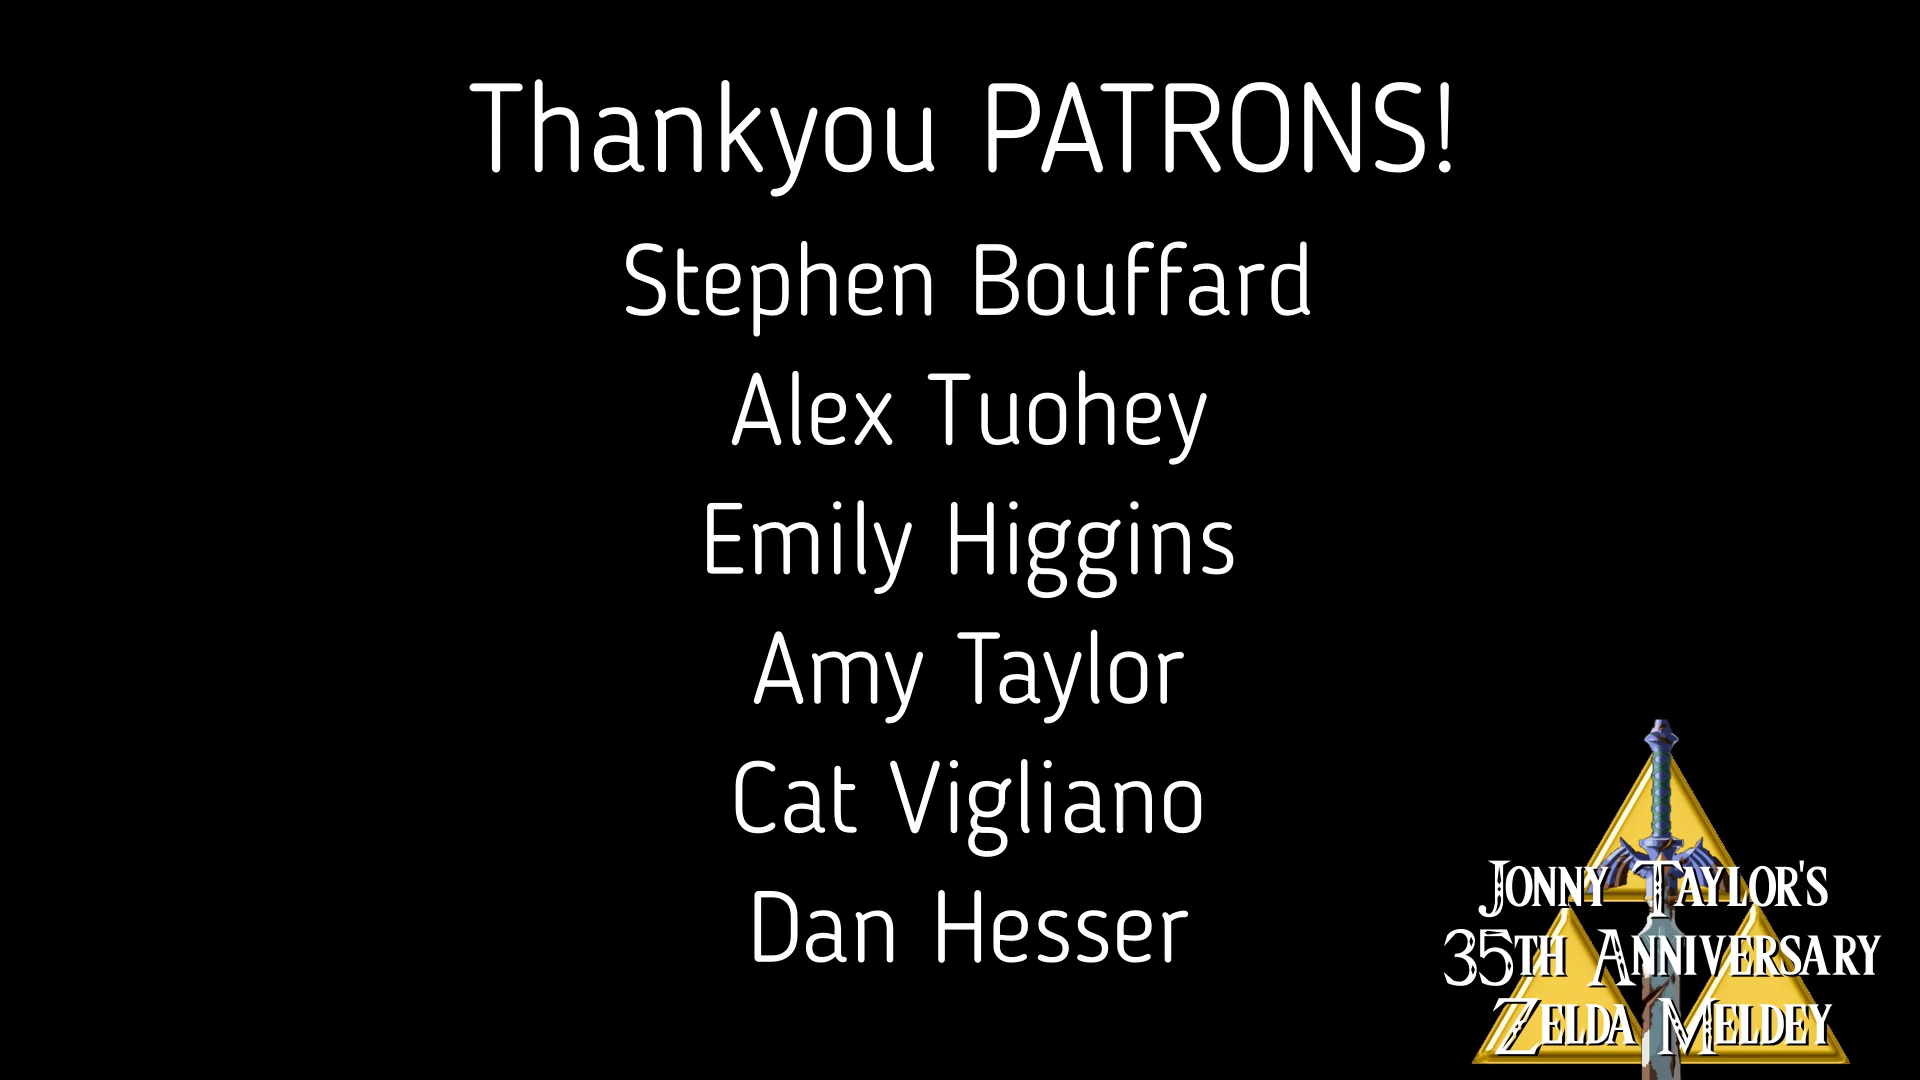 Thankyou PATRONS!
Stephen Bouffard
Alex Tuohey
Emily Higgins
Amy Taylor
Cat Vigliano
Dan Hesser
Jonny Taylor's
35th Anniversary
Zelda Meldey